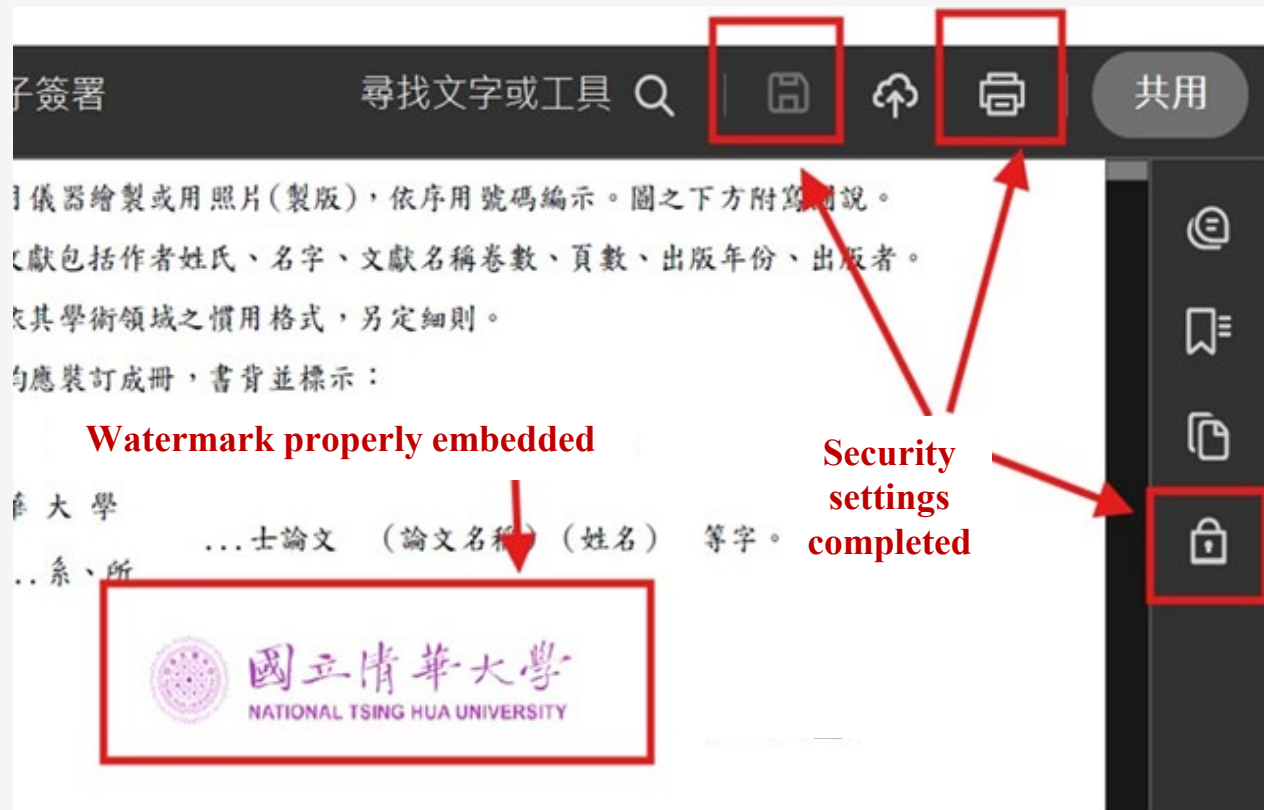 子簽署 尋找文字或工具 共用
用儀器繪製或用照片(製版),依序用號碼編示。圖之下方附寫圖說。
文獻包括作者姓氏、名字、文獻名稱卷數、頁數、出版年份、出版者。
依其學術領域之慣用格式,另定細則。
均應裝訂成冊,書背並標示:
Watermark properly embedded
Security
settings
completed
華大學
...士論文 (論文名稱) (姓名) 等字。
..系、所
國立清華大學
NATIONAL TSING HUA UNIVERSITY